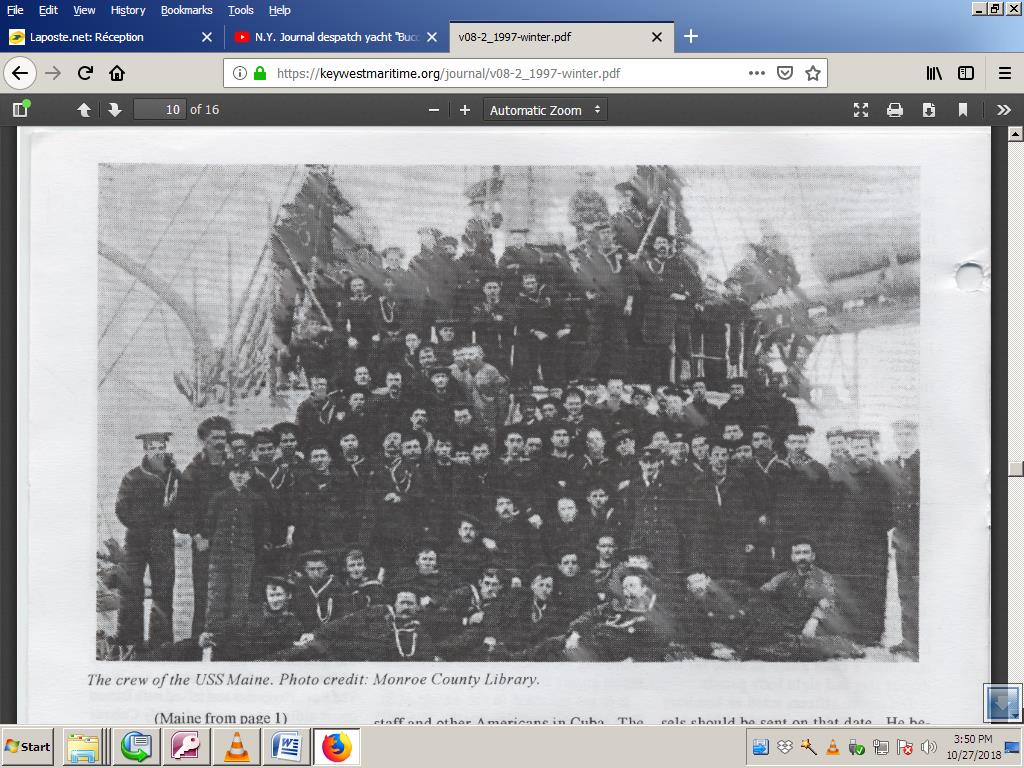 File Edit View History Bookmarks Tools Help
Laposte.net: Réception
N.Y. Journal despatch yacht "Bucc
v08-2_1997-winter.pdf
https://keywestmaritime.org/journal/v08-2_1997-winter.pdf
10 of 16
Automatic Zoom
The crew of the USS Maine. Photo credit: Monroe County Library.
(Maine from page 1)
staff and other Americans in Cuba. The
sels should be sent on that date. He be-
Start
3:50 PM
10/27/2018